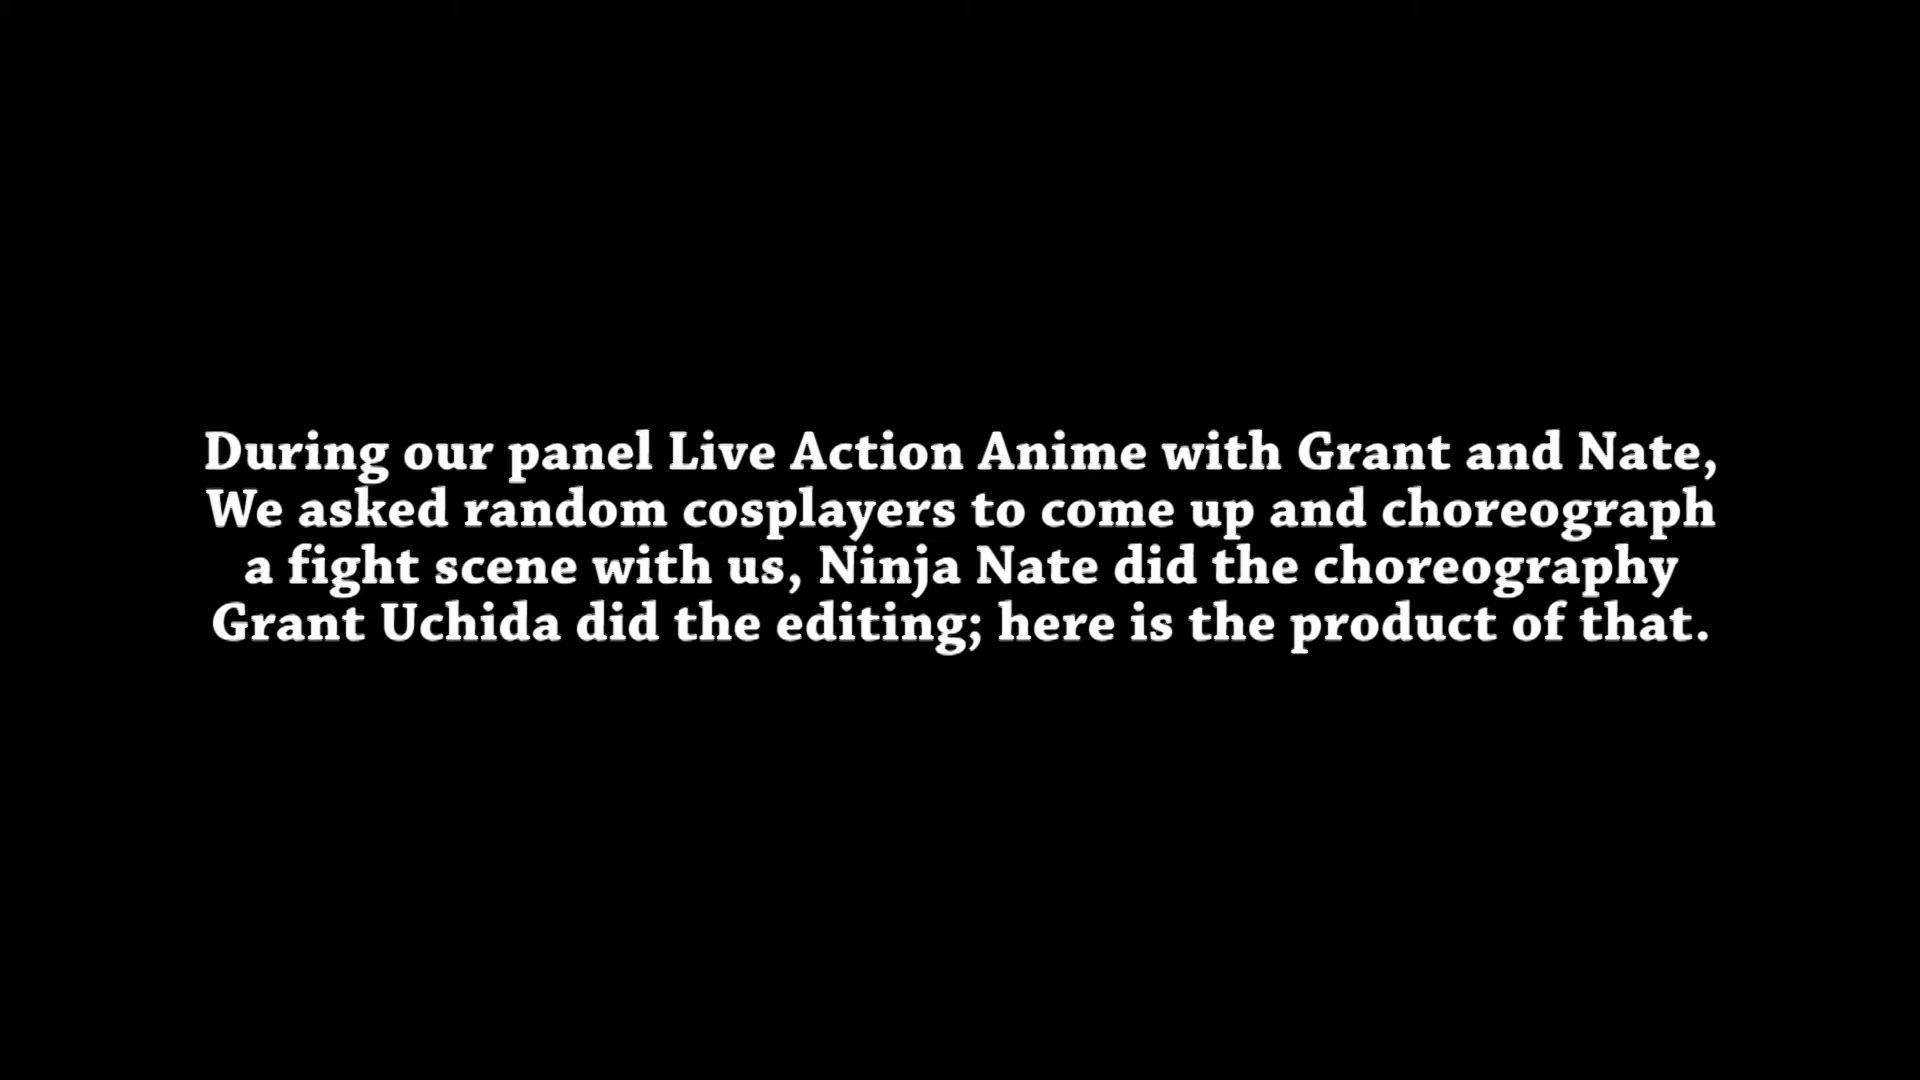 During our panel Live Action Anime with Grant and Nate,
We asked random cosplayers to come up and choreograph
a fight scene with us, Ninja Nate did the choreography
Grant Uchida did the editing; here is the product of that.